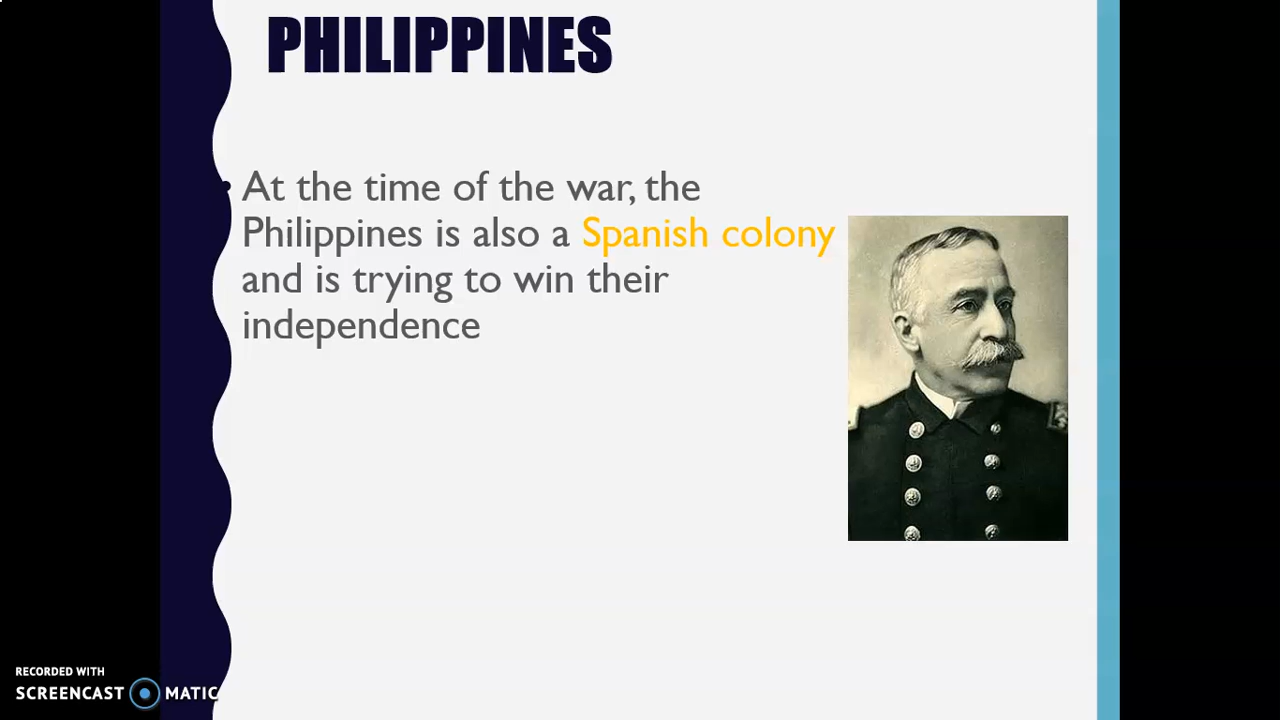 PHILIPPINES
• At the time of the war, the
Philippines is also a Spanish colony
and is trying to win their
independence
RECORDED WITH
SCREENCAST MATIC